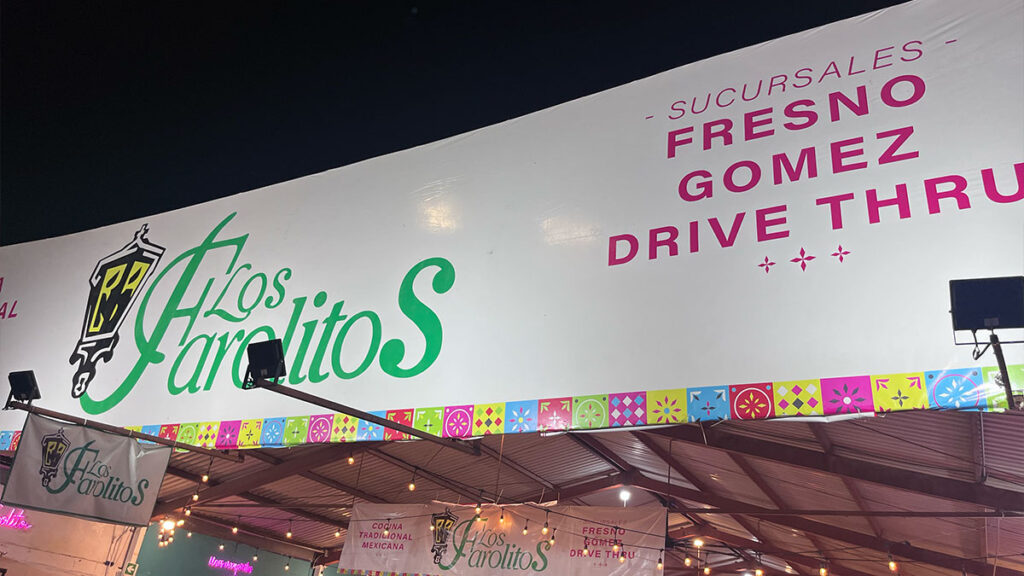 - SUCURSALES -
FRESNO
GOMEZ
DRIVE THRU
Los
Farolitos
Los
Farolitos
COCINA
TRADICIONAL
MEXICANA
Los
Farolitos
FRESNO
GOMEZ
DRIVE THRU